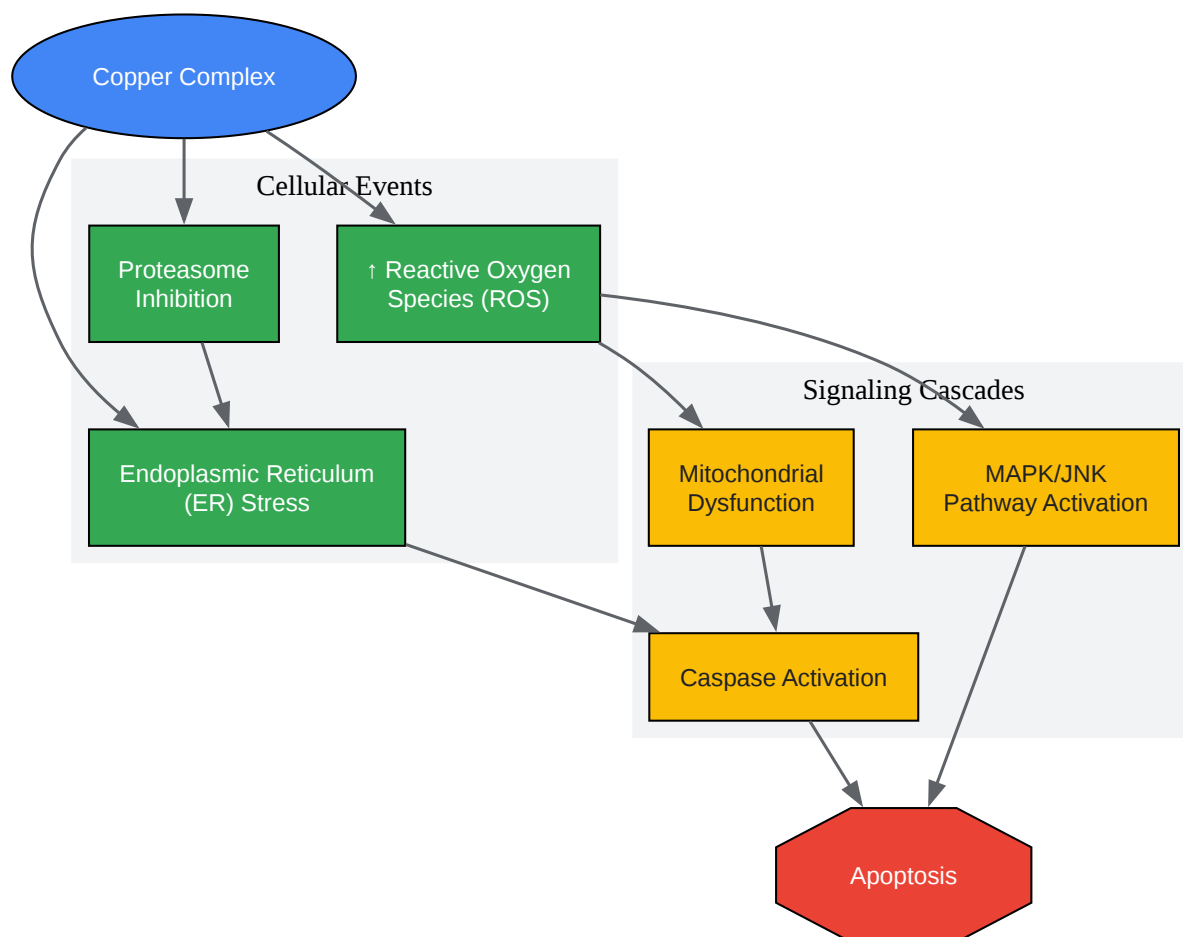 Copper Complex
Cellular Events
Proteasome
Inhibition
↑ Reactive Oxygen
Species (ROS)
Signaling Cascades
Endoplasmic Reticulum
(ER) Stress
Mitochondrial
Dysfunction
MAPK/JNK
Pathway Activation
Caspase Activation
Apoptosis